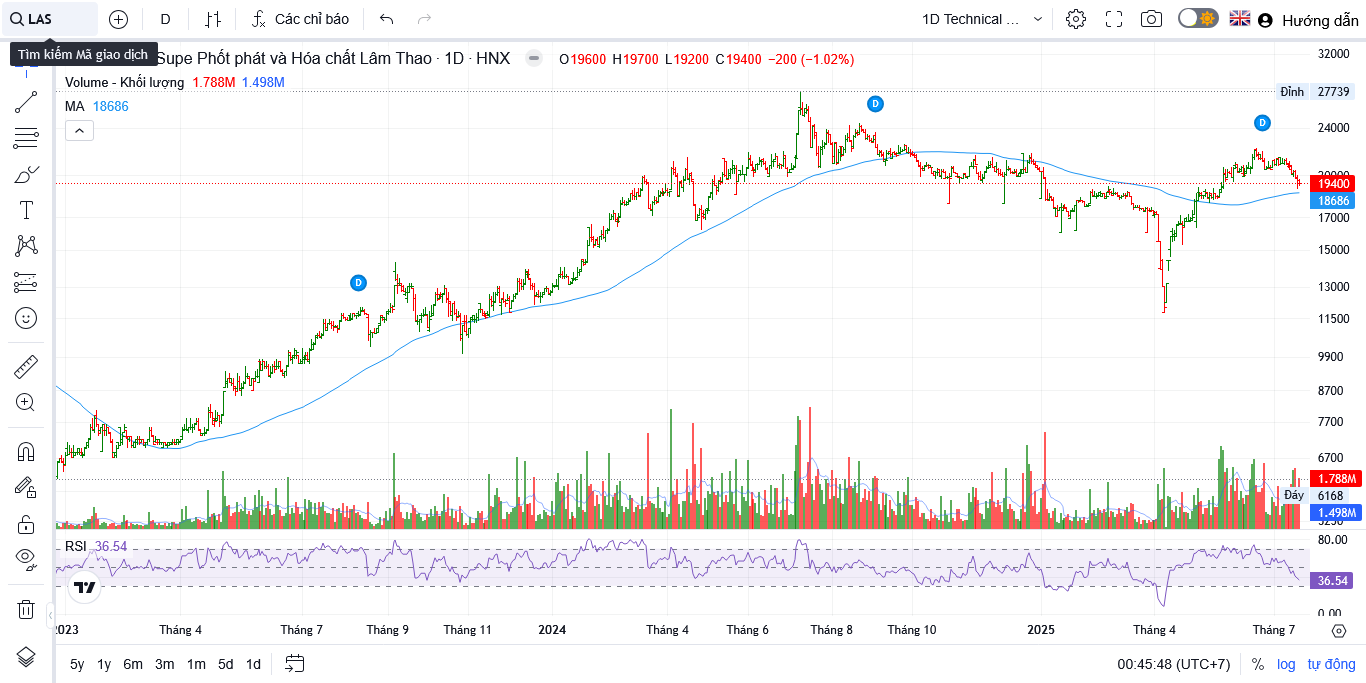 LAS D Các chỉ báo 1D Technical ... Hướng dẫn
Tìm kiếm Mã giao dịch
Supe Phốt phát và Hóa chất Lâm Thao · 1D · HNX O19600 H19700 L19200 C19400 −200 (−1.02%)
Volume - Khối lượng 1.788M 1.498M
MA 18686
D
D
D
32000
Đỉnh 27739
24000
20000
19400
18686
17000
15000
13000
11500
9900
8700
7700
6700
1.788M
Đáy 6168
1.498M
5250
RSI 36.54
80.00
36.54
0.00
2023 Tháng 4 Tháng 7 Tháng 9 Tháng 11 2024 Tháng 4 Tháng 6 Tháng 8 Tháng 10 2025 Tháng 4 Tháng 7
5y 1y 6m 3m 1m 5d 1d 00:45:48 (UTC+7) % log tự động